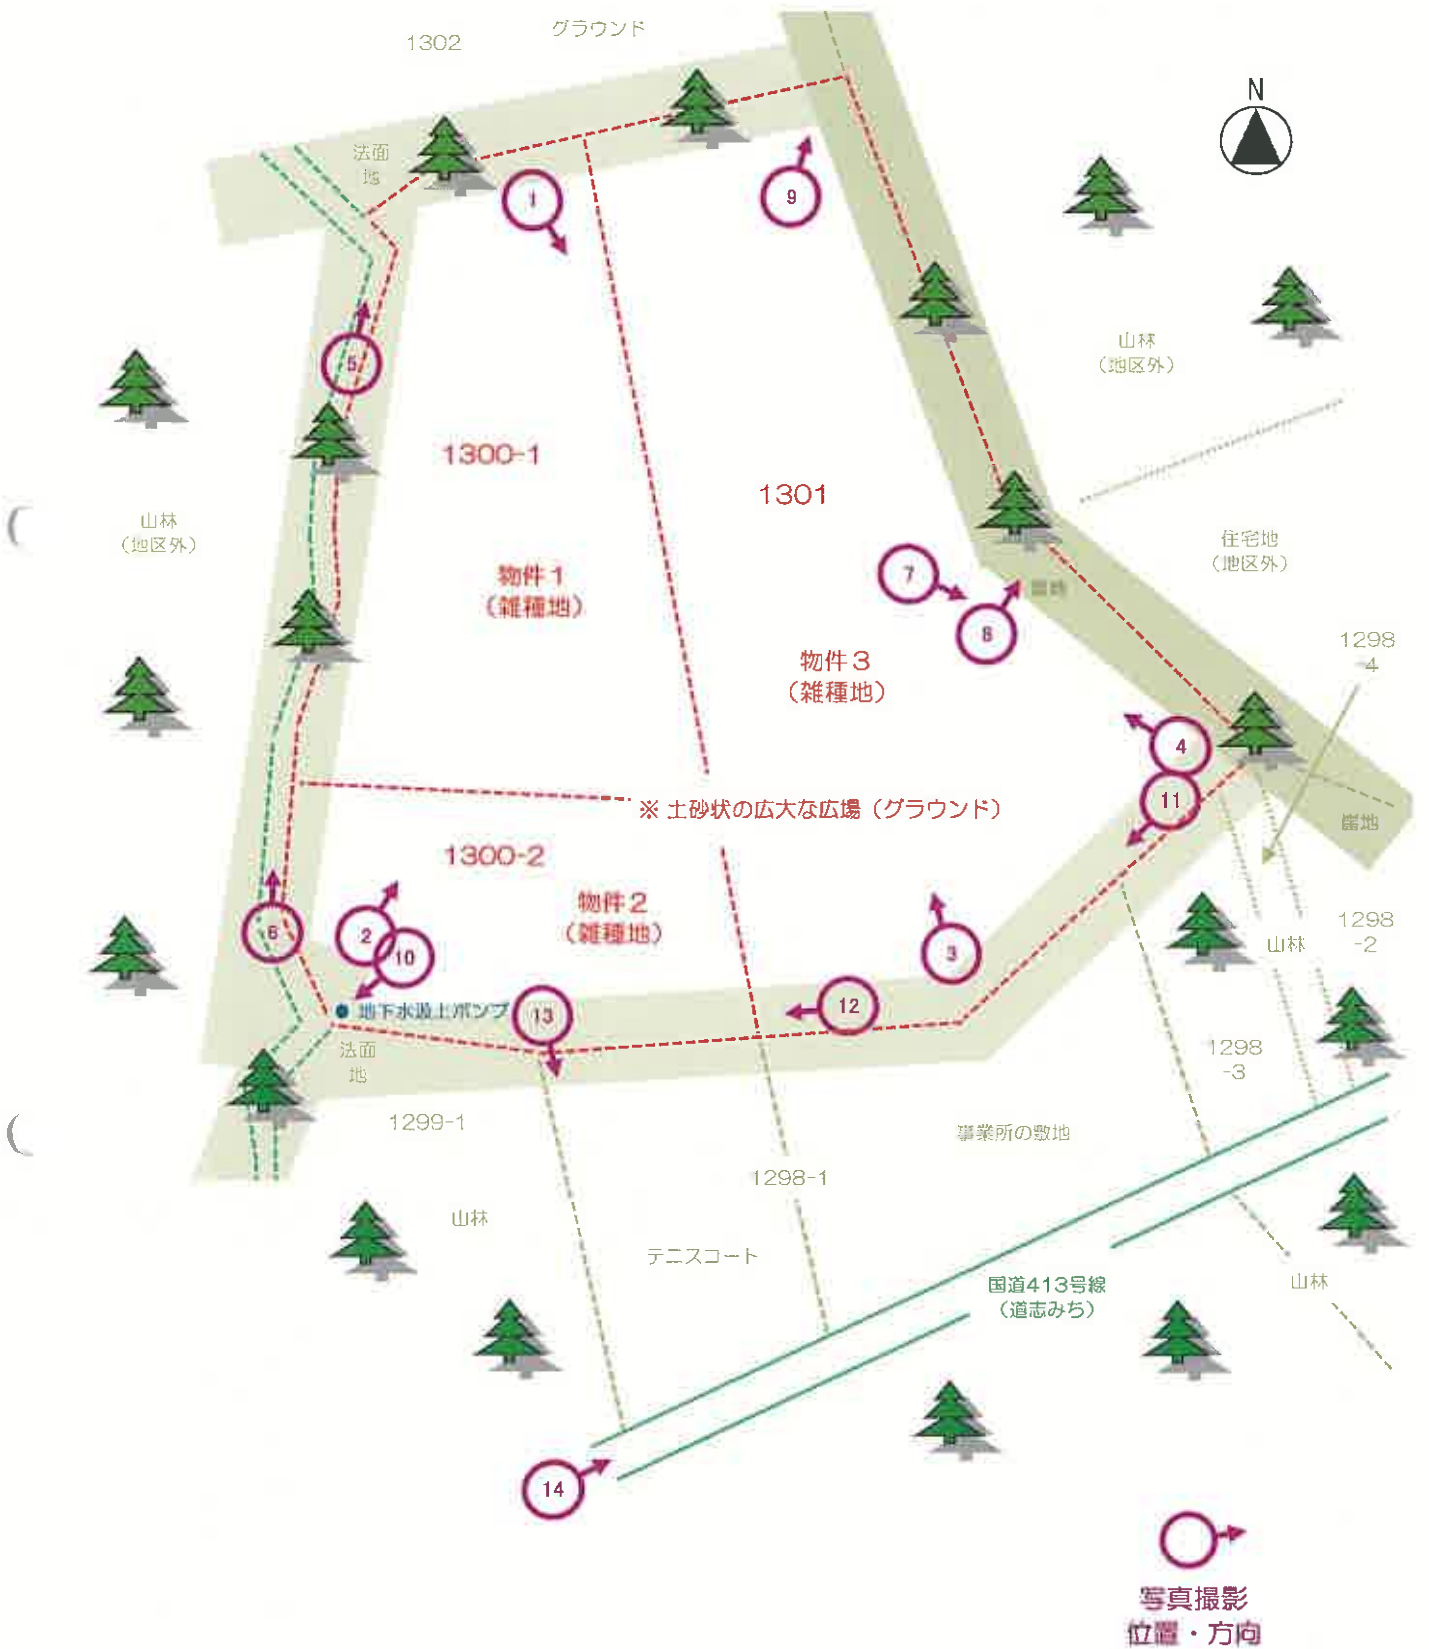 グラウンド
1302
N
法面
地
1
9
5
山林
(地区外)
1300-1
1301
山林
(地区外)
住宅地
(地区外)
物件1
(雑種地)
7
8
崖地
1298
-4
物件3
(雑種地)
4
11
※ 土砂状の広大な広場(グラウンド)
崖地
1300-2
物件2
(雑種地)
6
2
10
3
山林
1298
-2
地下水汲上ポンプ
13
12
法面
地
1298
-3
1299-1
事業所の敷地
1298-1
山林
テニスコート
国道413号線
(道志みち)
山林
14
写真撮影
位置・方向